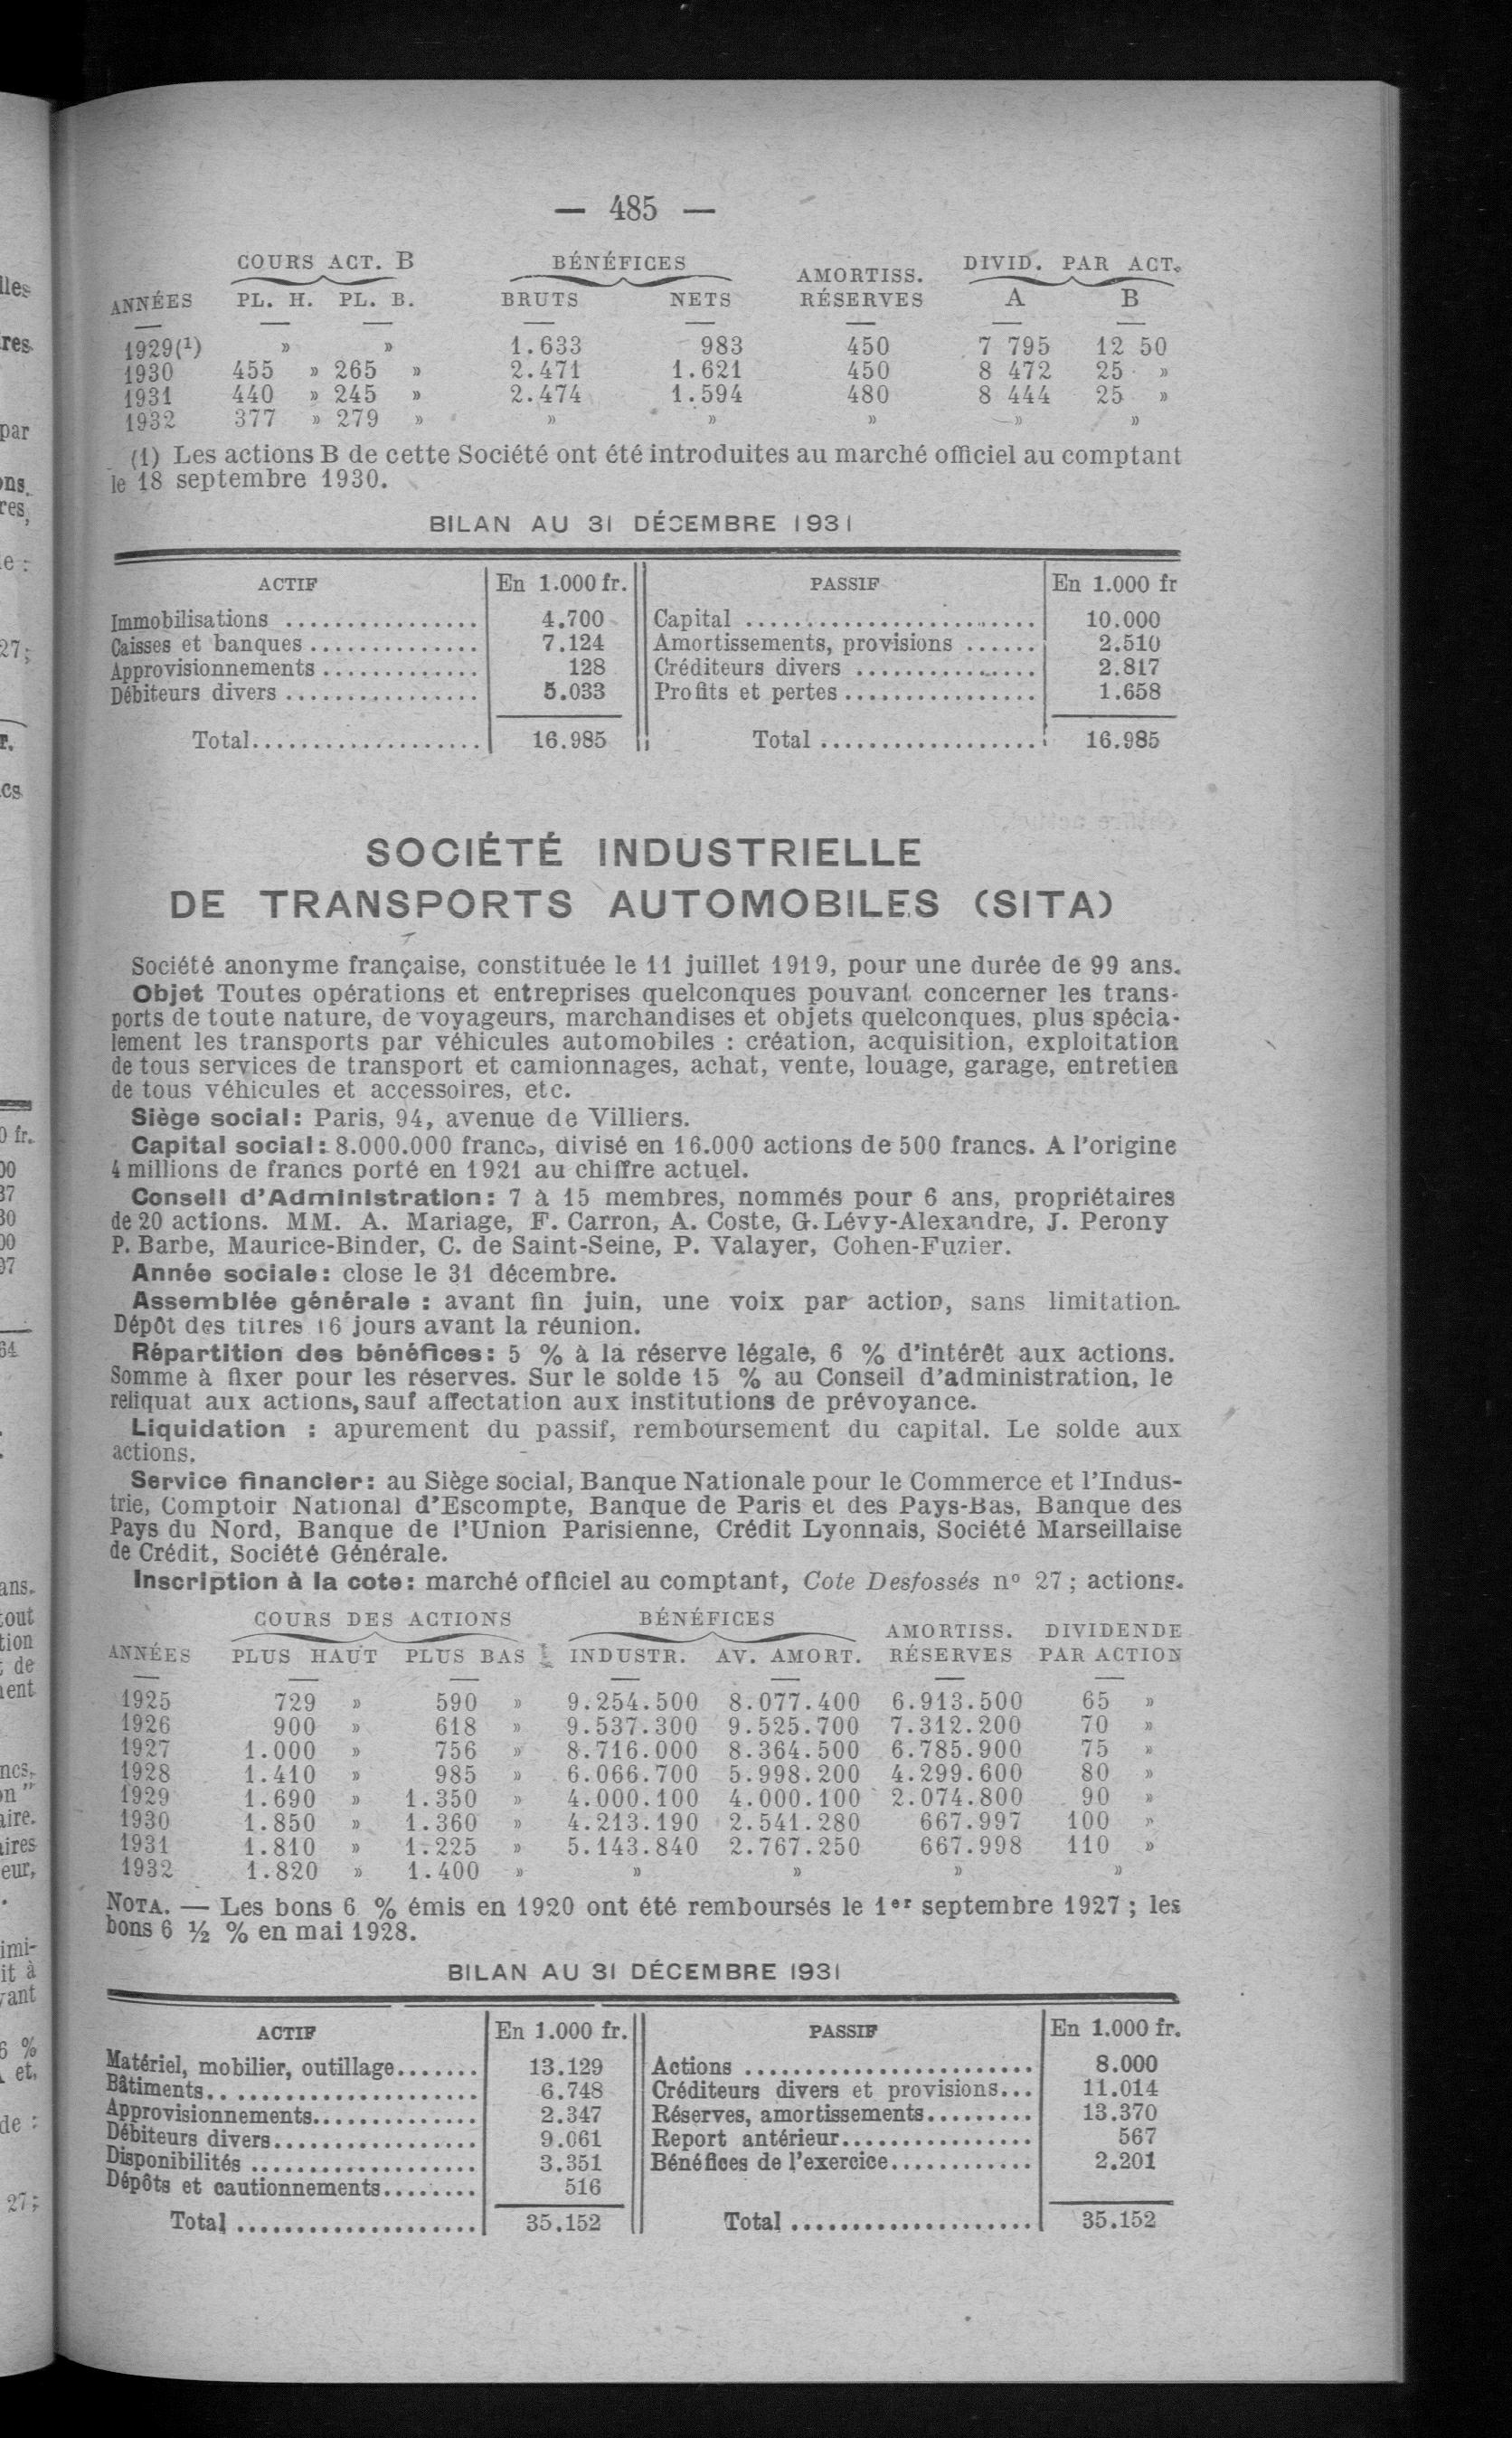 — 485 —
COURS ACT. B BÉNÉFICES AMORTISS. DIVID. PAR ACT.
ANNÉES PL. H. PL. B. BRUTS NETS RÉSERVES A B
1929(1) » » 1.633 983 450 7 795 12 50
1930 455 » 265 » 2.471 1.621 450 8 472 25 »
1931 440 » 245 » 2.474 1.594 480 8 444 25 »
1932 377 » 279 » » » » » »
(1) Les actions B de cette Société ont été introduites au marché officiel au comptant
le 18 septembre 1930.
BILAN AU 31 DÉCEMBRE 1931
ACTIF En 1.000 fr. PASSIF En 1.000 fr
Immobilisations ................ 4.700 Capital ........................ 10.000
Caisses et banques .............. 7.124 Amortissements, provisions ...... 2.510
Approvisionnements ............. 128 Créditeurs divers ............... 2.817
Débiteurs divers ................ 5.033 Profits et pertes ................ 1.658
Total................... 16.985 Total .................. 16.985
SOCIÉTÉ INDUSTRIELLE
DE TRANSPORTS AUTOMOBILES (SITA)
Société anonyme française, constituée le 11 juillet 1919, pour une durée de 99 ans.
Objet Toutes opérations et entreprises quelconques pouvant concerner les trans-
ports de toute nature, de voyageurs, marchandises et objets quelconques, plus spécia-
lement les transports par véhicules automobiles : création, acquisition, exploitation
de tous services de transport et camionnages, achat, vente, louage, garage, entretien
de tous véhicules et accessoires, etc.
Siège social : Paris, 94, avenue de Villiers.
Capital social : 8.000.000 francs, divisé en 16.000 actions de 500 francs. A l'origine
4 millions de francs porté en 1921 au chiffre actuel.
Conseil d'Administration : 7 à 15 membres, nommés pour 6 ans, propriétaires
de 20 actions. MM. A. Mariage, F. Carron, A. Coste, G. Lévy-Alexandre, J. Perony
P. Barbe, Maurice-Binder, C. de Saint-Seine, P. Valayer, Cohen-Fuzier.
Année sociale : close le 31 décembre.
Assemblée générale : avant fin juin, une voix par action, sans limitation.
Dépôt des titres 16 jours avant la réunion.
Répartition des bénéfices : 5 % à la réserve légale, 6 % d'intérêt aux actions.
Somme à fixer pour les réserves. Sur le solde 15 % au Conseil d'administration, le
reliquat aux actions, sauf affectation aux institutions de prévoyance.
Liquidation : apurement du passif, remboursement du capital. Le solde aux
actions.
Service financier : au Siège social, Banque Nationale pour le Commerce et l'Indus-
trie, Comptoir National d'Escompte, Banque de Paris et des Pays-Bas, Banque des
Pays du Nord, Banque de l'Union Parisienne, Crédit Lyonnais, Société Marseillaise
de Crédit, Société Générale.
Inscription à la cote : marché officiel au comptant, Cote Desfossés nº 27 ; actions.
COURS DES ACTIONS BÉNÉFICES AMORTISS. DIVIDENDE
ANNÉES PLUS HAUT PLUS BAS INDUSTR. AV. AMORT. RÉSERVES PAR ACTION
1925 729 » 590 » 9.254.500 8.077.400 6.913.500 65 »
1926 900 » 618 » 9.537.300 9.525.700 7.312.200 70 »
1927 1.000 » 756 » 8.716.000 8.364.500 6.785.900 75 »
1928 1.410 » 985 » 6.066.700 5.998.200 4.299.600 80 »
1929 1.690 » 1.350 » 4.000.100 4.000.100 2.074.800 90 »
1930 1.850 » 1.360 » 4.213.190 2.541.280 667.997 100 »
1931 1.810 » 1.225 » 5.143.840 2.767.250 667.998 110 »
1932 1.820 » 1.400 » » » » »
NOTA. — Les bons 6 % émis en 1920 ont été remboursés le 1er septembre 1927 ; les
bons 6 ½ % en mai 1928.
BILAN AU 31 DÉCEMBRE 1931
ACTIF En 1.000 fr. PASSIF En 1.000 fr.
Matériel, mobilier, outillage....... 13.129 Actions ........................ 8.000
Bâtiments...................... 6.748 Créditeurs divers et provisions... 11.014
Approvisionnements.............. 2.347 Réserves, amortissements......... 13.370
Débiteurs divers................. 9.061 Report antérieur................ 567
Disponibilités ................... 3.351 Bénéfices de l'exercice............ 2.201
Dépôts et cautionnements........ 516
Total .................... 35.152 Total .................... 35.152